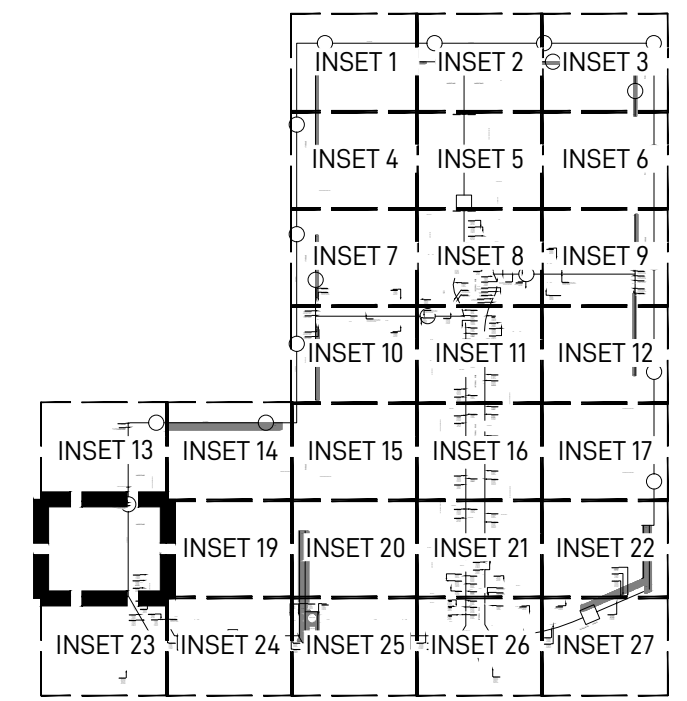 INSET 1 INSET 2 INSET 3
INSET 4 INSET 5 INSET 6
INSET 7 INSET 8 INSET 9
INSET 10 INSET 11 INSET 12
INSET 13 INSET 14 INSET 15 INSET 16 INSET 17
INSET 19 INSET 20 INSET 21 INSET 22
INSET 23 INSET 24 INSET 25 INSET 26 INSET 27